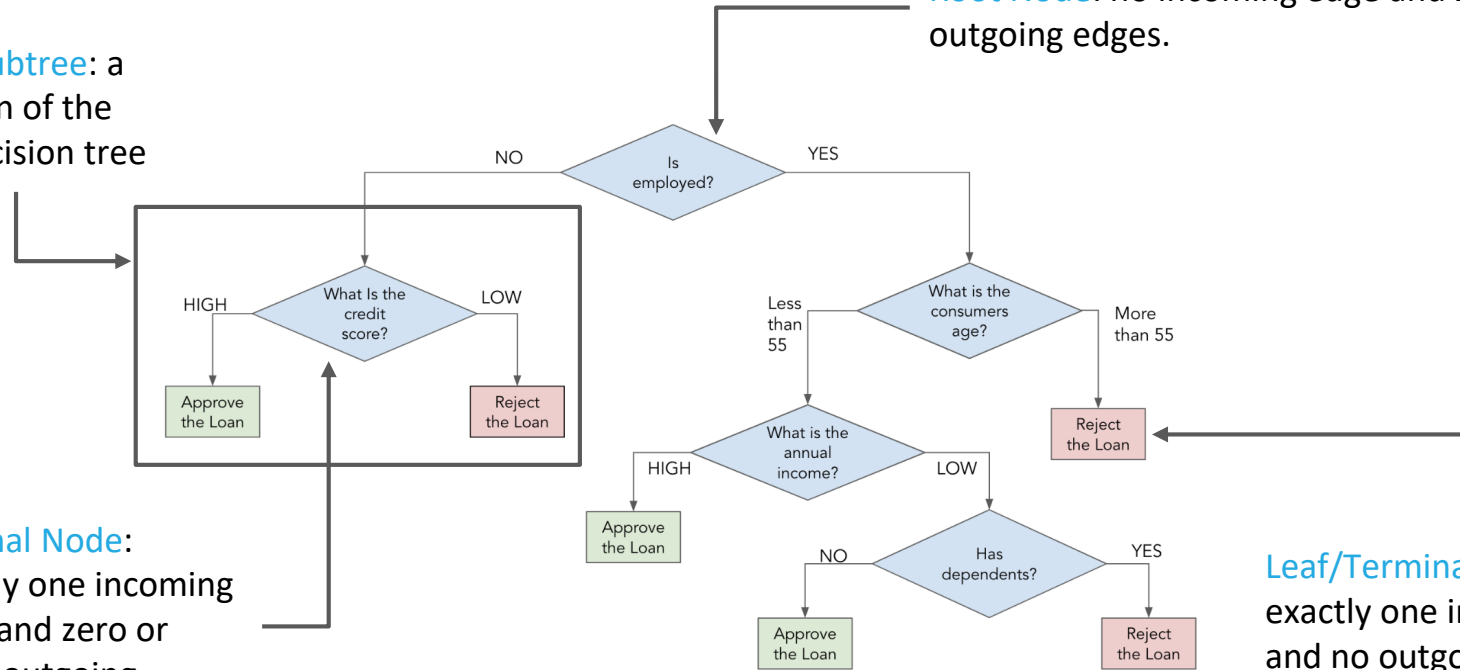 outgoing edges.
ubtree: a
n of the
cision tree
NO
YES
Is
employed?
HIGH
What Is the
credit
score?
LOW
Approve
the Loan
Reject
the Loan
Less
than
55
What is the
consumers
age?
More
than 55
Reject
the Loan
HIGH
What is the
annual
income?
LOW
Approve
the Loan
NO
Has
dependents?
YES
Approve
the Loan
Reject
the Loan
nal Node:
y one incoming
and zero or
Leaf/Termina
exactly one i
and no outgo